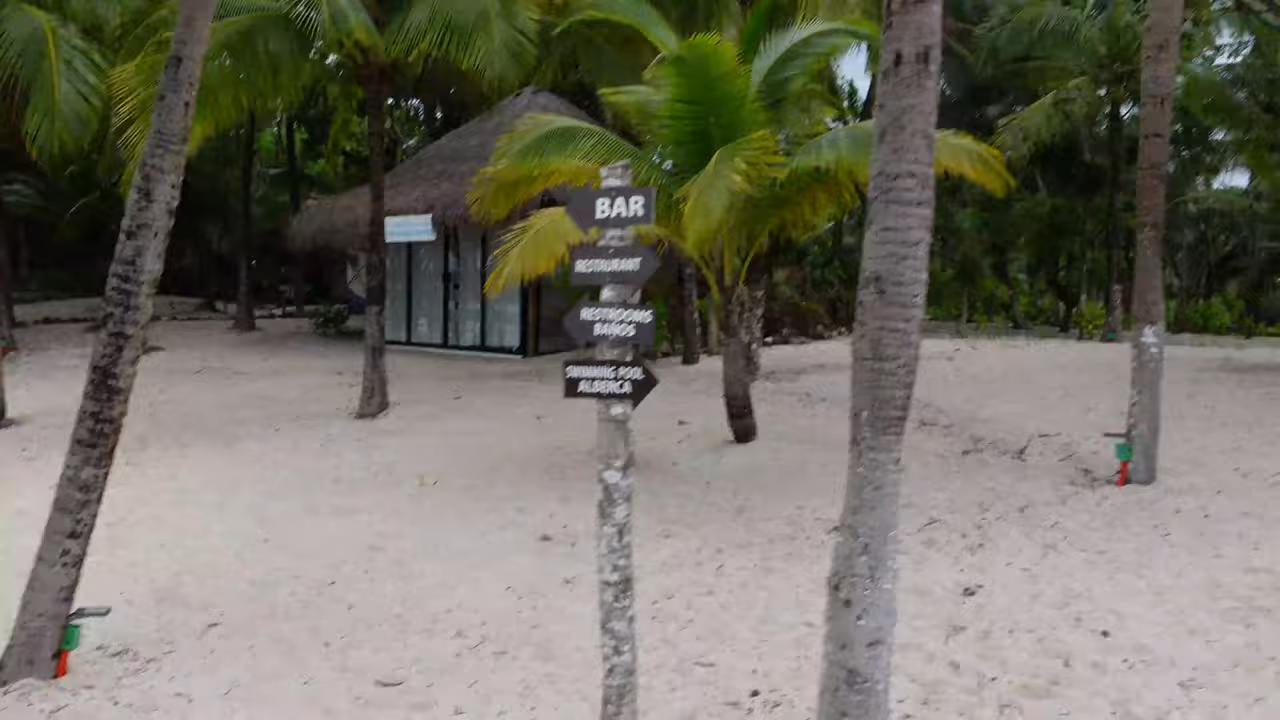 BAR
RESTAURANT
RESTROOMS
BAÑOS
SWIMMING POOL
ALBERCA